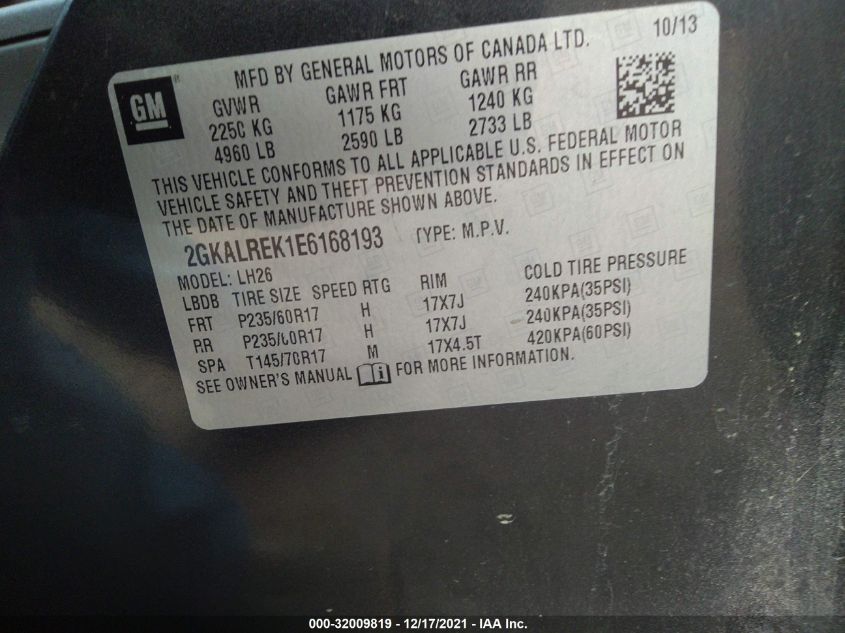 10/13
MFD BY GENERAL MOTORS OF CANADA LTD.
GM
GVWR GAWR FRT GAWR RR
2250 KG 1175 KG 1240 KG
4960 LB 2590 LB 2733 LB
THIS VEHICLE CONFORMS TO ALL APPLICABLE U.S. FEDERAL MOTOR
VEHICLE SAFETY AND THEFT PREVENTION STANDARDS IN EFFECT ON
THE DATE OF MANUFACTURE SHOWN ABOVE.
2GKALREK1E6168193 TYPE: M.P.V.
MODEL: LH26
LBDB TIRE SIZE SPEED RTG RIM COLD TIRE PRESSURE
FRT P235/60R17 H 17X7J 240KPA(35PSI)
RR P235/60R17 H 17X7J 240KPA(35PSI)
SPA T145/70R17 M 17X4.5T 420KPA(60PSI)
SEE OWNER'S MANUAL FOR MORE INFORMATION.
000-32009819 - 12/17/2021 - IAA Inc.